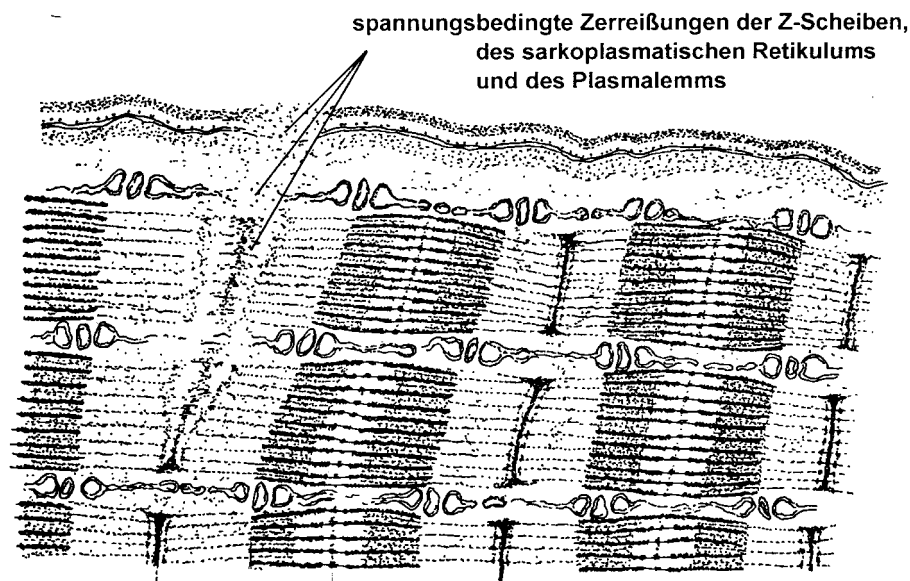 spannungsbedingte Zerreißungen der Z-Scheiben,
des sarkoplasmatischen Retikulums
und des Plasmalemms